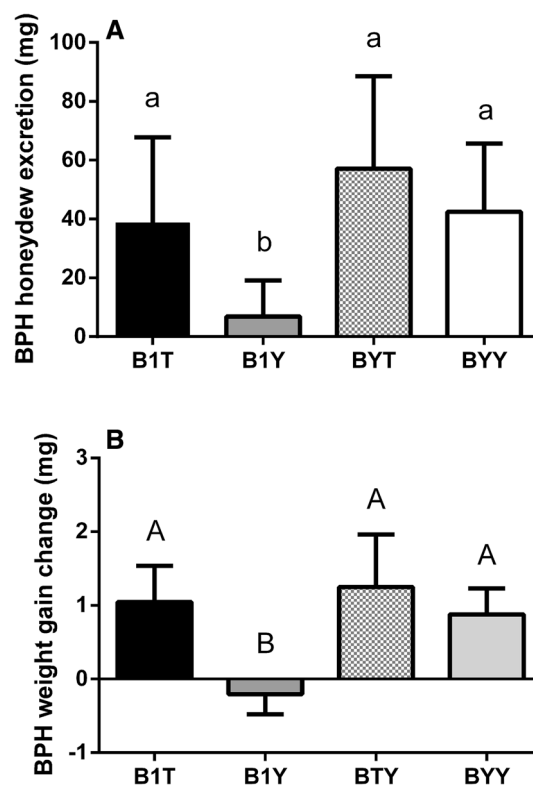 A
BPH honeydew excretion (mg)
100
80
60
40
20
0
a
b
a
a
B1T B1Y BYT BYY
B
BPH weight gain change (mg)
3
2
1
0
-1
A
B
A
A
B1T B1Y BTY BYY